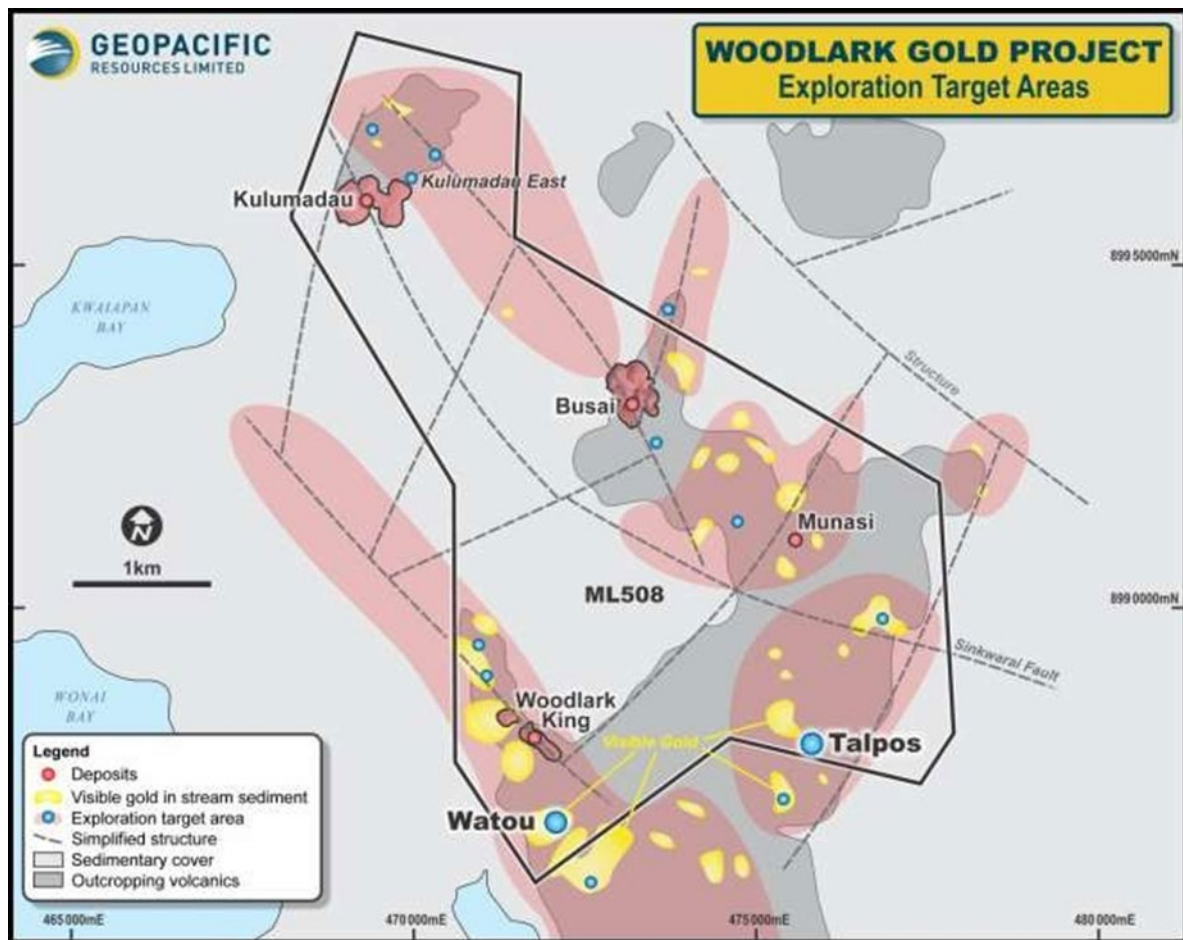 GEOPACIFIC
RESOURCES LIMITED
WOODLARK GOLD PROJECT
Exploration Target Areas
Kulumadau East
Kulumadau
899 5000mN
KWAIAPAN
BAY
Structure
Busai
Munasi
N
1km
ML508
899 0000mN
Sinkwarai Fault
WONAI
BAY
Woodlark
King
Visible Gold
Talpos
Watou
Legend
Deposits
Visible gold in stream sediment
Exploration target area
Simplified structure
Sedimentary cover
Outcropping volcanics
465 000mE
470 000mE
475 000mE
480 000mE